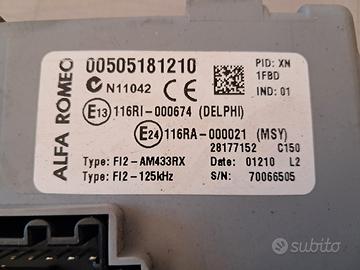 ALFA ROMEO
00505181210
PID: XN
1FBD
N11042
CE
IND: 01
E13 116RI-000674 (DELPHI)
E24 116RA-000021 (MSY)
28177152 C150
Type: FI2-AM433RX Date: 01210 L2
Type: FI2-125kHz S/N: 70066505
subito